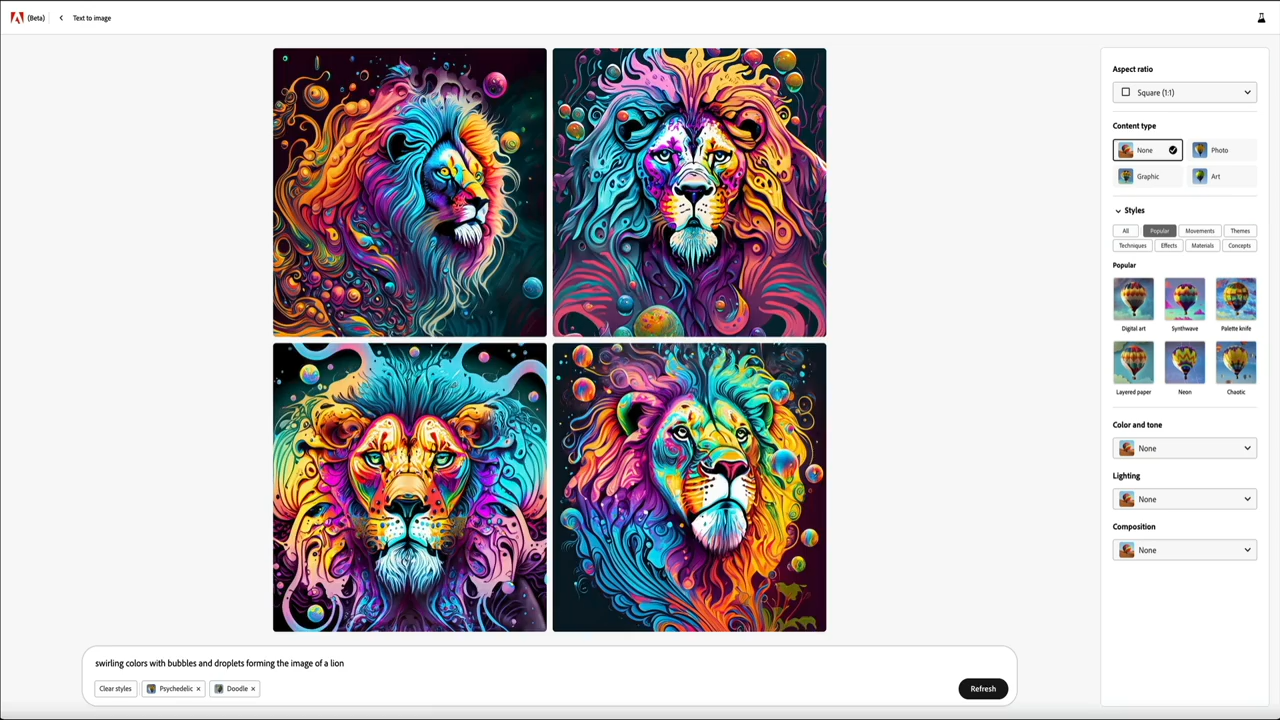 (Beta) Text to image
Aspect ratio
Square (1:1)
Content type
None Photo
Graphic Art
Styles
All Popular Movements Themes
Techniques Effects Materials Concepts
Popular
Digital art Synthwave Palette knife
Layered paper Neon Chaotic
Color and tone
None
Lighting
None
Composition
None
swirling colors with bubbles and droplets forming the image of a lion
Clear styles Psychedelic × Doodle × Refresh